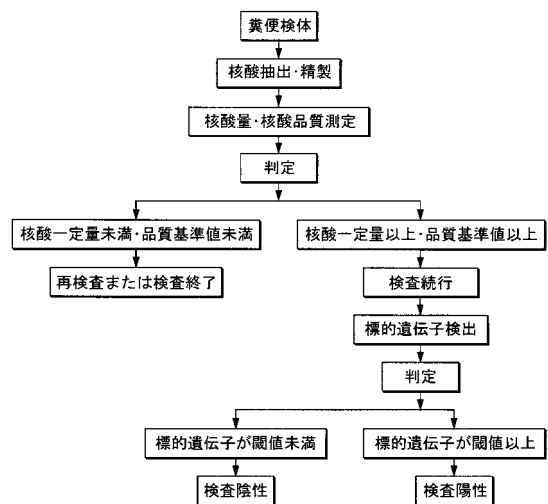 糞便検体
核酸抽出・精製
核酸量・核酸品質測定
判定
核酸一定量未満・品質基準値未満
核酸一定量以上・品質基準値以上
再検査または検査終了
検査続行
標的遺伝子検出
判定
標的遺伝子が閾値未満
標的遺伝子が閾値以上
検査陰性
検査陽性